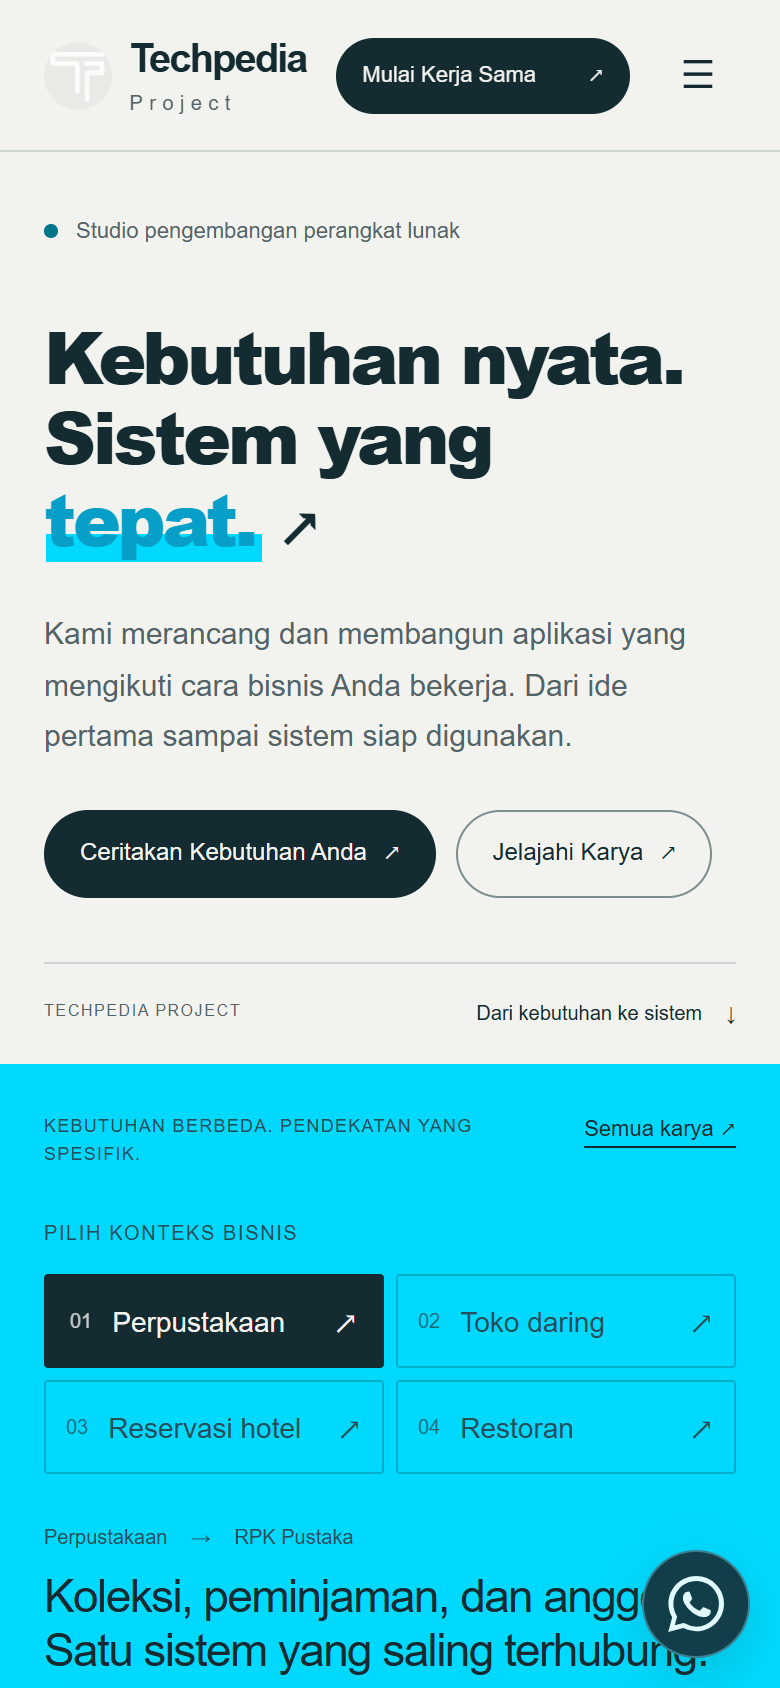 Techpedia
Project
Mulai Kerja Sama ↗
Studio pengembangan perangkat lunak
Kebutuhan nyata.
Sistem yang
tepat. ↗
Kami merancang dan membangun aplikasi yang
mengikuti cara bisnis Anda bekerja. Dari ide
pertama sampai sistem siap digunakan.
Ceritakan Kebutuhan Anda ↗
Jelajahi Karya ↗
TECHPEDIA PROJECT
Dari kebutuhan ke sistem ↓
KEBUTUHAN BERBEDA. PENDEKATAN YANG
SPESIFIK.
Semua karya ↗
PILIH KONTEKS BISNIS
01 Perpustakaan ↗
02 Toko daring ↗
03 Reservasi hotel ↗
04 Restoran ↗
Perpustakaan → RPK Pustaka
Koleksi, peminjaman, dan
Satu sistem yang saling terhubung.